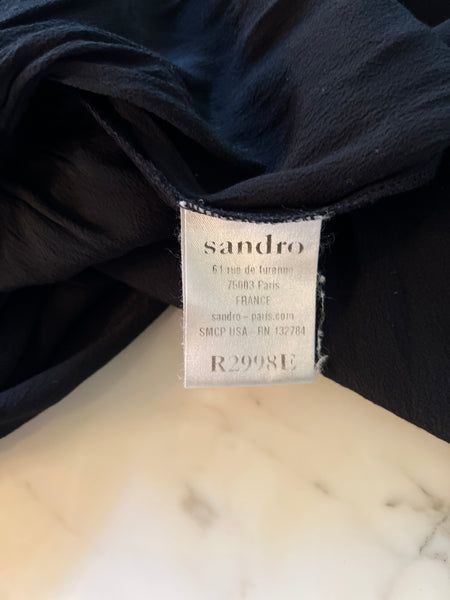 sandro
61 rue de turenne
75003 Paris
FRANCE
sandro-paris.com
SMCP USA - RN 132784
R2998E